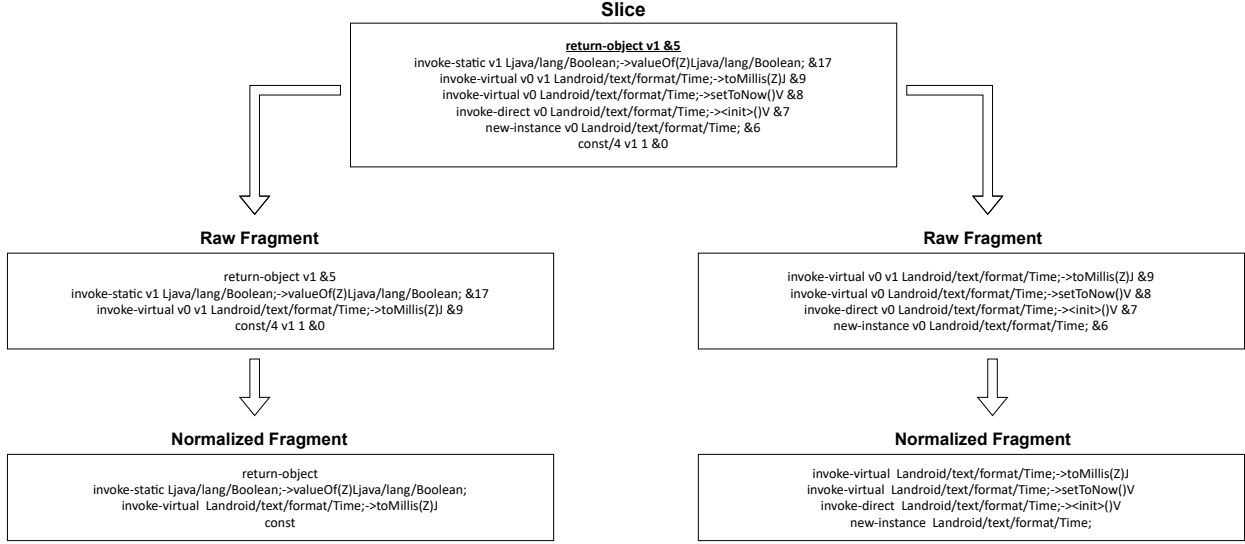 Slice
return-object v1 &5
invoke-static v1 Ljava/lang/Boolean;->valueOf(Z)Ljava/lang/Boolean; &17
invoke-virtual v0 v1 Landroid/text/format/Time;->toMillis(Z)J &9
invoke-virtual v0 Landroid/text/format/Time;->setToNow()V &8
invoke-direct v0 Landroid/text/format/Time;-><init>()V &7
new-instance v0 Landroid/text/format/Time; &6
const/4 v1 1 &0
Raw Fragment
return-object v1 &5
invoke-static v1 Ljava/lang/Boolean;->valueOf(Z)Ljava/lang/Boolean; &17
invoke-virtual v0 v1 Landroid/text/format/Time;->toMillis(Z)J &9
const/4 v1 1 &0
Raw Fragment
invoke-virtual v0 v1 Landroid/text/format/Time;->toMillis(Z)J &9
invoke-virtual v0 Landroid/text/format/Time;->setToNow()V &8
invoke-direct v0 Landroid/text/format/Time;-><init>()V &7
new-instance v0 Landroid/text/format/Time; &6
Normalized Fragment
return-object
invoke-static Ljava/lang/Boolean;->valueOf(Z)Ljava/lang/Boolean;
invoke-virtual Landroid/text/format/Time;->toMillis(Z)J
const
Normalized Fragment
invoke-virtual Landroid/text/format/Time;->toMillis(Z)J
invoke-virtual Landroid/text/format/Time;->setToNow()V
invoke-direct Landroid/text/format/Time;-><init>()V
new-instance Landroid/text/format/Time;